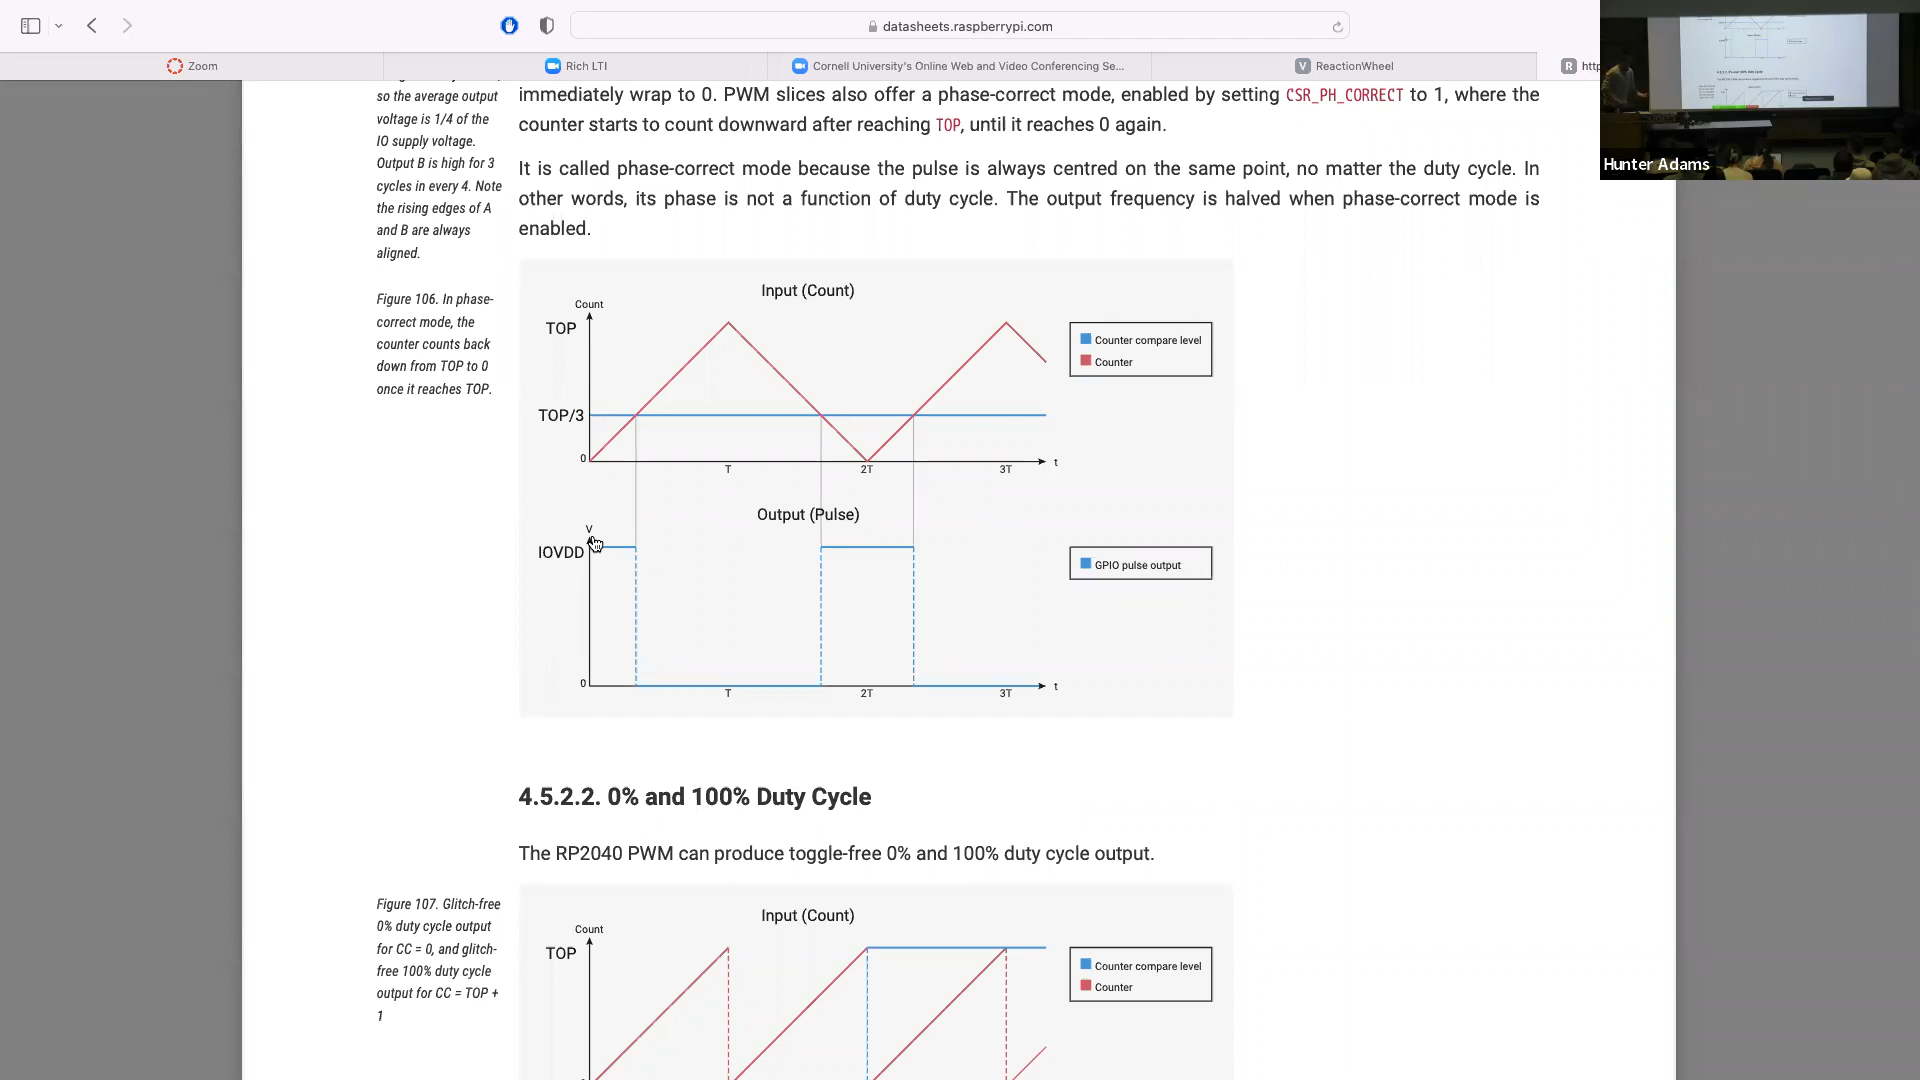 datasheets.raspberrypi.com
Zoom
Rich LTI
Cornell University's Online Web and Video Conferencing Se...
V ReactionWheel
R http
Hunter Adams
so the average output
voltage is 1/4 of the
IO supply voltage.
Output B is high for 3
cycles in every 4. Note
the rising edges of A
and B are always
aligned.
immediately wrap to 0. PWM slices also offer a phase-correct mode, enabled by setting CSR_PH_CORRECT to 1, where the
counter starts to count downward after reaching TOP, until it reaches 0 again.
It is called phase-correct mode because the pulse is always centred on the same point, no matter the duty cycle. In
other words, its phase is not a function of duty cycle. The output frequency is halved when phase-correct mode is
enabled.
Figure 106. In phase-
correct mode, the
counter counts back
down from TOP to 0
once it reaches TOP.
Input (Count)
Count
TOP
TOP/3
0
T
2T
3T
t
Counter compare level
Counter
Output (Pulse)
V
IOVDD
0
T
2T
3T
t
GPIO pulse output
4.5.2.2. 0% and 100% Duty Cycle
The RP2040 PWM can produce toggle-free 0% and 100% duty cycle output.
Figure 107. Glitch-free
0% duty cycle output
for CC = 0, and glitch-
free 100% duty cycle
output for CC = TOP +
1
Input (Count)
Count
TOP
Counter compare level
Counter